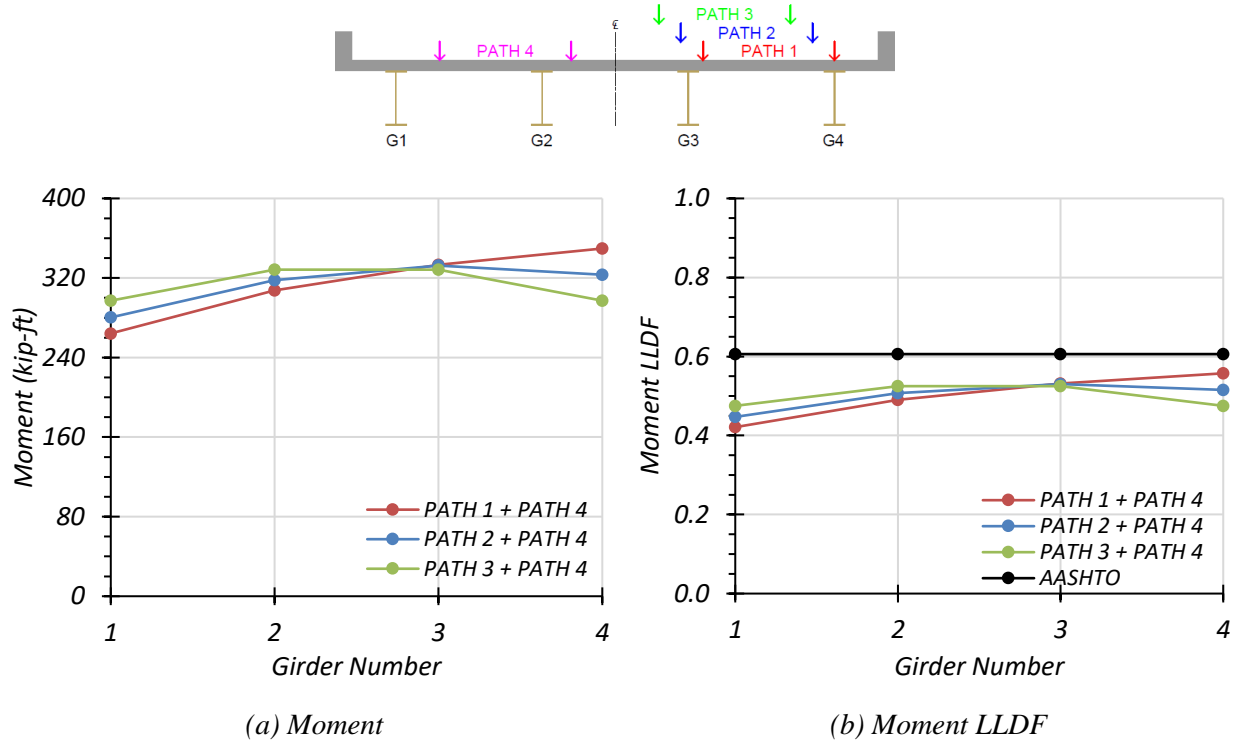 ℄
PATH 3
PATH 2
PATH 4
PATH 1
G1
G2
G3
G4
400
320
240
160
80
0
Moment (kip-ft)
PATH 1 + PATH 4
PATH 2 + PATH 4
PATH 3 + PATH 4
1
2
3
4
Girder Number
(a) Moment
1.0
0.8
0.6
0.4
0.2
0.0
Moment LLDF
PATH 1 + PATH 4
PATH 2 + PATH 4
PATH 3 + PATH 4
AASHTO
1
2
3
4
Girder Number
(b) Moment LLDF